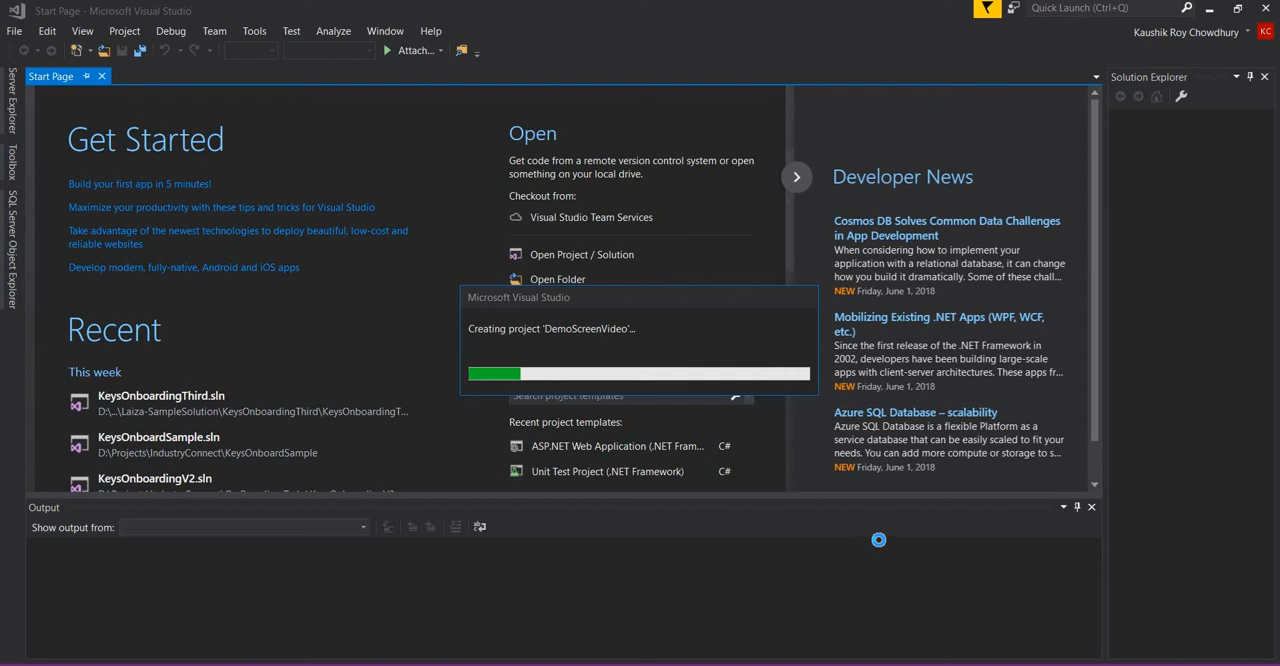 Start Page - Microsoft Visual Studio
Quick Launch (Ctrl+Q)
File Edit View Project Debug Team Tools Test Analyze Window Help
Kaushik Roy Chowdhury KC
Attach...
Server Explorer
Toolbox
SQL Server Object Explorer
Start Page
Get Started
Build your first app in 5 minutes!
Maximize your productivity with these tips and tricks for Visual Studio
Take advantage of the newest technologies to deploy beautiful, low-cost and
reliable websites
Develop modern, fully-native, Android and iOS apps
Recent
This week
KeysOnboardingThird.sln
D:\...\Laiza-SampleSolution\KeysOnboardingThird\KeysOnboardingT...
KeysOnboardSample.sln
D:\Projects\IndustryConnect\KeysOnboardSample
KeysOnboardingV2.sln
Open
Get code from a remote version control system or open
something on your local drive.
Checkout from:
Visual Studio Team Services
Open Project / Solution
Open Folder
Microsoft Visual Studio
Creating project 'DemoScreenVideo'...
Search project templates
Recent project templates:
ASP.NET Web Application (.NET Fram... C#
Unit Test Project (.NET Framework) C#
Developer News
Cosmos DB Solves Common Data Challenges
in App Development
When considering how to implement your
application with a relational database, it can change
how you build it dramatically. Some of these chall...
NEW Friday, June 1, 2018
Mobilizing Existing .NET Apps (WPF, WCF,
etc.)
Since the first release of the .NET Framework in
2002, developers have been building large-scale
apps with client-server architectures. These apps fr...
NEW Friday, June 1, 2018
Azure SQL Database – scalability
Azure SQL Database is a flexible Platform as a
service database that can be easily scaled to fit your
needs. You can add more compute or storage to s...
NEW Friday, June 1, 2018
Solution Explorer
Output
Show output from: